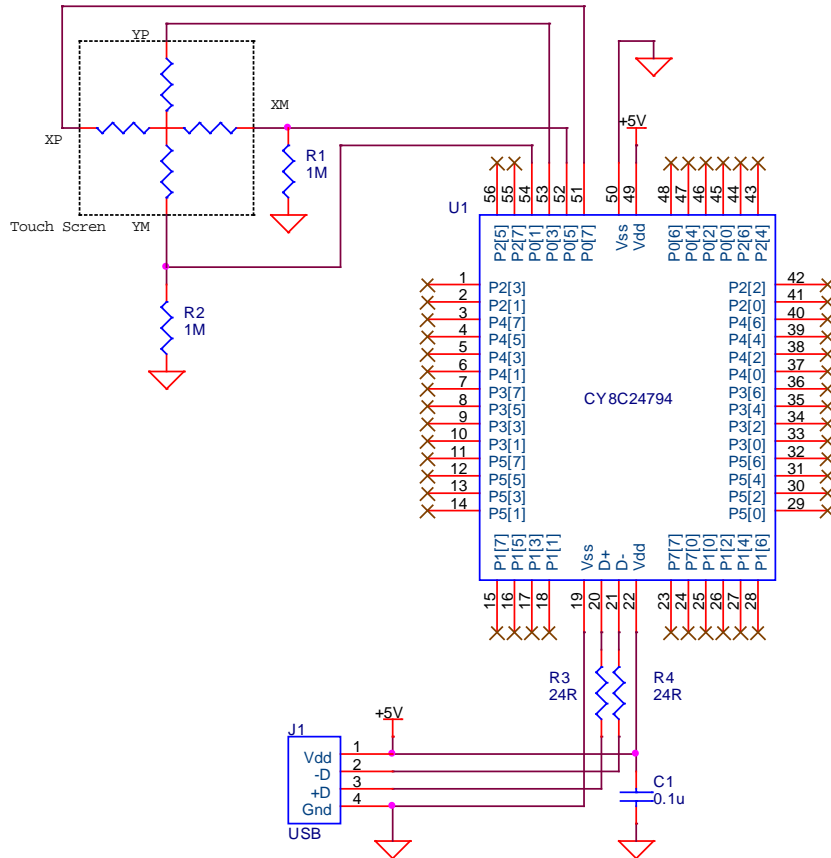 YP
XM
XP
R1
1M
Touch Scren
YM
R2
1M
+5V
U1
56
55
54
53
52
51
50
49
48
47
46
45
44
43
P2[5]
P2[7]
P0[1]
P0[3]
P0[5]
P0[7]
Vss
Vdd
P0[6]
P0[4]
P0[2]
P0[0]
P2[6]
P2[4]
1 P2[3]
2 P2[1]
3 P4[7]
4 P4[5]
5 P4[3]
6 P4[1]
7 P3[7]
8 P3[5]
9 P3[3]
10 P3[1]
11 P5[7]
12 P5[5]
13 P5[3]
14 P5[1]
CY8C24794
P2[2] 42
P2[0] 41
P4[6] 40
P4[4] 39
P4[2] 38
P4[0] 37
P3[6] 36
P3[4] 35
P3[2] 34
P3[0] 33
P5[6] 32
P5[4] 31
P5[2] 30
P5[0] 29
P1[7]
P1[5]
P1[3]
P1[1]
Vss
D+
D-
Vdd
P7[7]
P7[0]
P1[0]
P1[2]
P1[4]
P1[6]
15
16
17
18
19
20
21
22
23
24
25
26
27
28
R3
24R
R4
24R
+5V
J1
Vdd 1
-D 2
+D 3
Gnd 4
USB
C1
0.1u